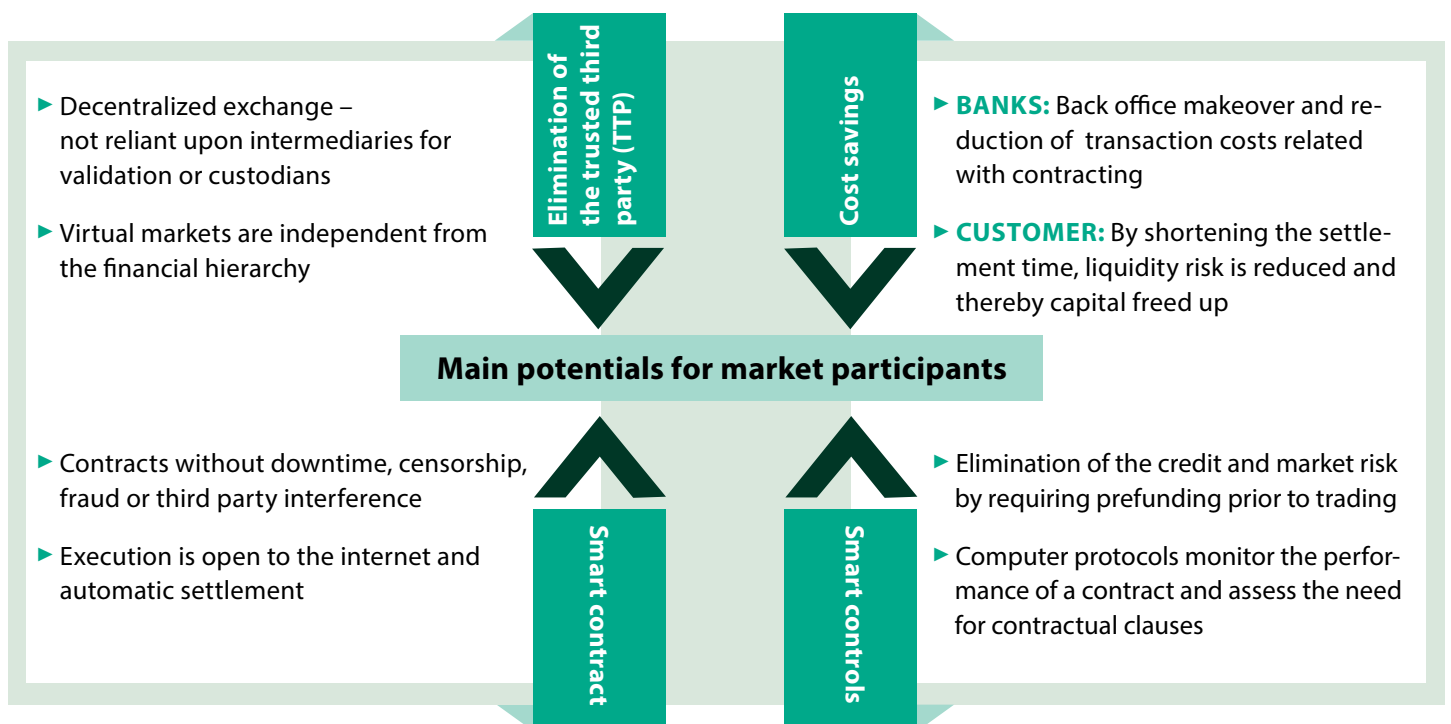 Elimination of
the trusted third
party (TTP)
Decentralized exchange –
not reliant upon intermediaries for
validation or custodians
Virtual markets are independent from
the financial hierarchy
Cost savings
BANKS: Back office makeover and re-
duction of transaction costs related
with contracting
CUSTOMER: By shortening the settle-
ment time, liquidity risk is reduced and
thereby capital freed up
Main potentials for market participants
Contracts without downtime, censorship,
fraud or third party interference
Execution is open to the internet and
automatic settlement
Smart contract
Smart controls
Elimination of the credit and market risk
by requiring prefunding prior to trading
Computer protocols monitor the perfor-
mance of a contract and assess the need
for contractual clauses